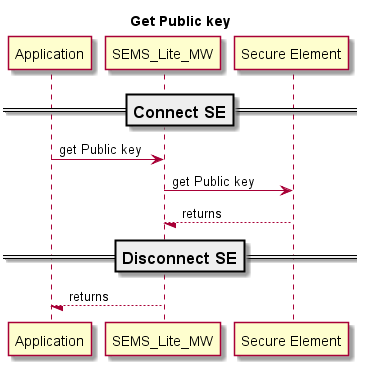 Get Public key
Application SEMS_Lite_MW Secure Element
Connect SE
get Public key
get Public key
returns
Disconnect SE
returns
Application SEMS_Lite_MW Secure Element